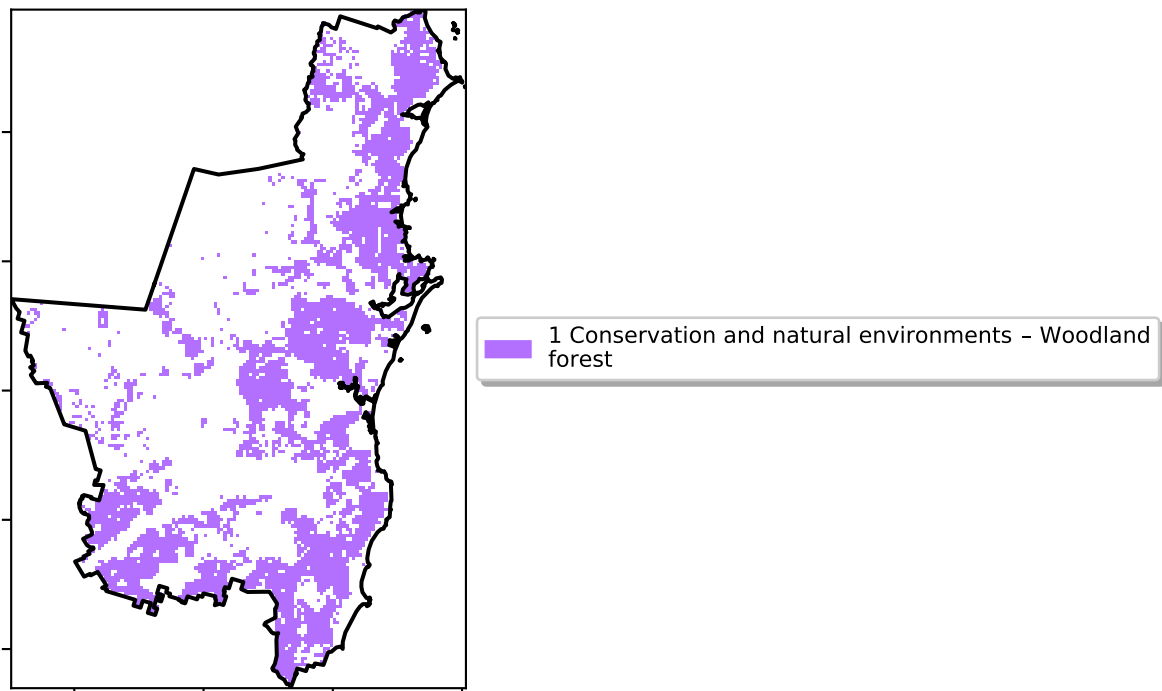 1 Conservation and natural environments – Woodland
forest